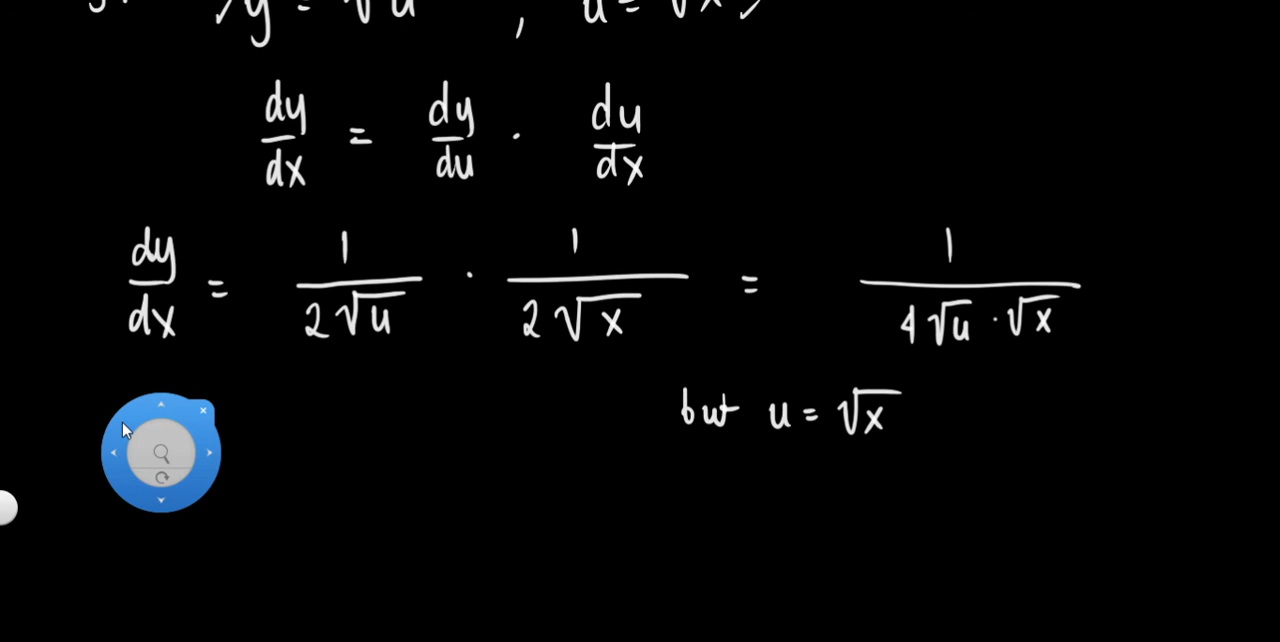 y = √u , u = √x
dy/dx = dy/du · du/dx
dy/dx = 1/(2√u) · 1/(2√x) = 1/(4√u · √x)
but u = √x